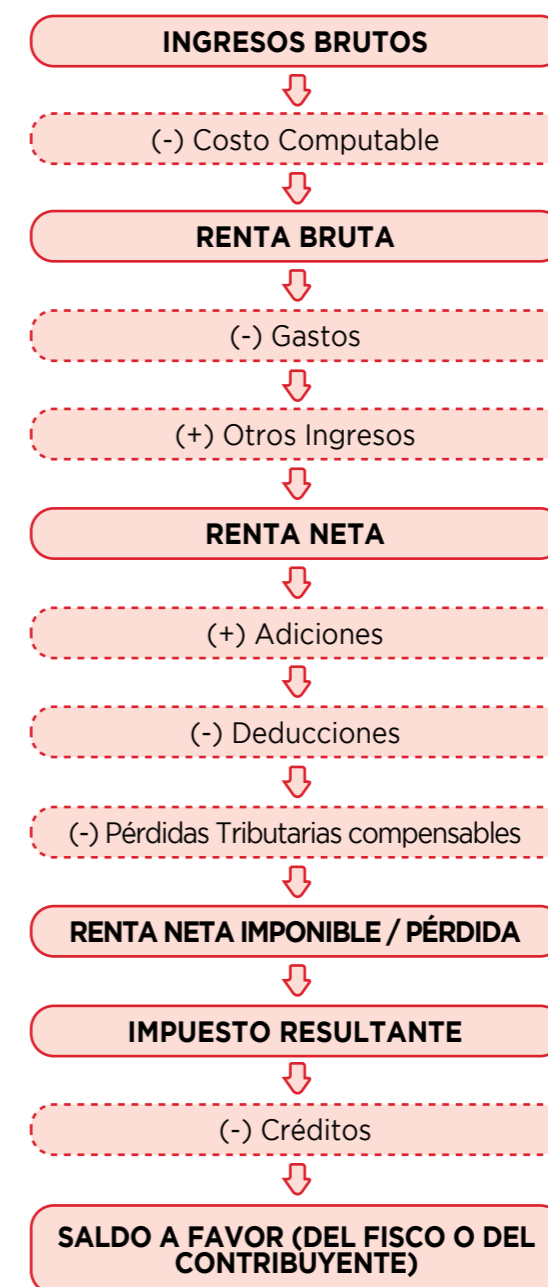 INGRESOS BRUTOS
(-) Costo Computable
RENTA BRUTA
(-) Gastos
(+) Otros Ingresos
RENTA NETA
(+) Adiciones
(-) Deducciones
(-) Pérdidas Tributarias compensables
RENTA NETA IMPONIBLE / PÉRDIDA
IMPUESTO RESULTANTE
(-) Créditos
SALDO A FAVOR (DEL FISCO O DEL
CONTRIBUYENTE)